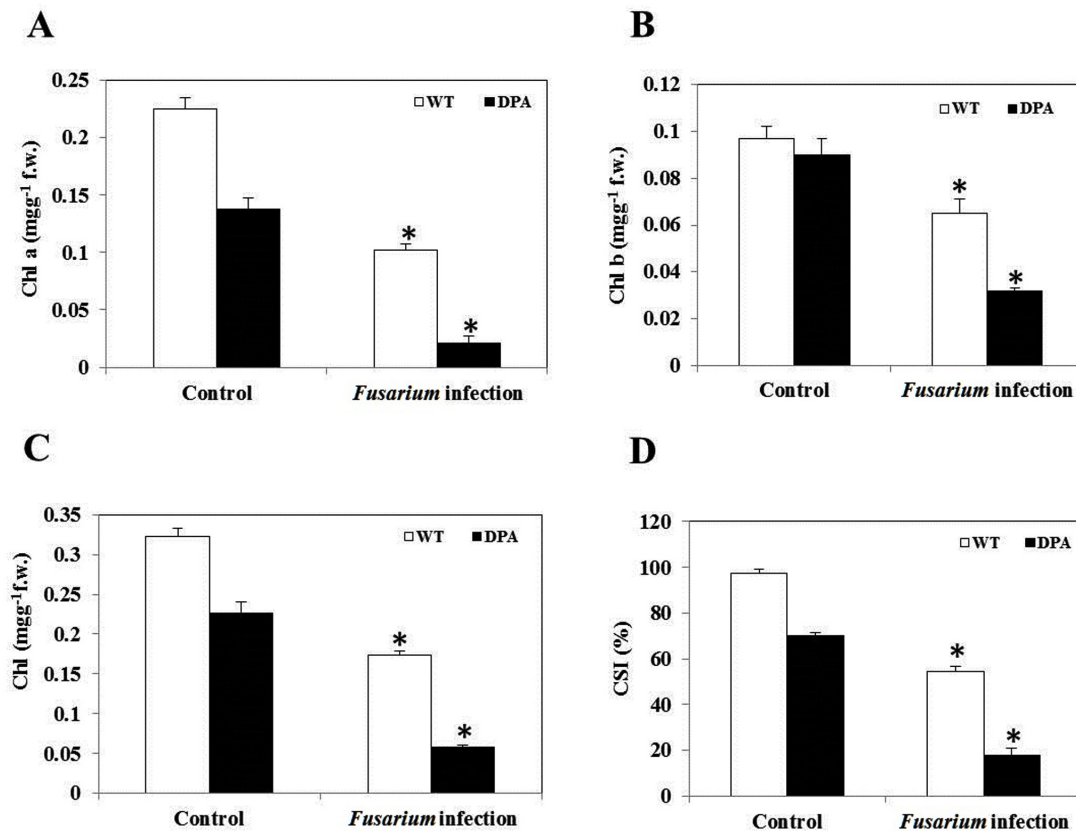 A
B
0.25
0.2
0.15
0.1
0.05
0
Chl a (mgg⁻¹ f.w.)
WT DPA
*
*
Control Fusarium infection
0.12
0.1
0.08
0.06
0.04
0.02
0
Chl b (mgg⁻¹ f.w.)
WT DPA
*
*
Control Fusarium infection
C
D
0.35
0.3
0.25
0.2
0.15
0.1
0.05
0
Chl (mgg⁻¹f.w.)
WT DPA
*
*
Control Fusarium infection
120
100
80
60
40
20
0
CSI (%)
WT DPA
*
*
Control Fusarium infection